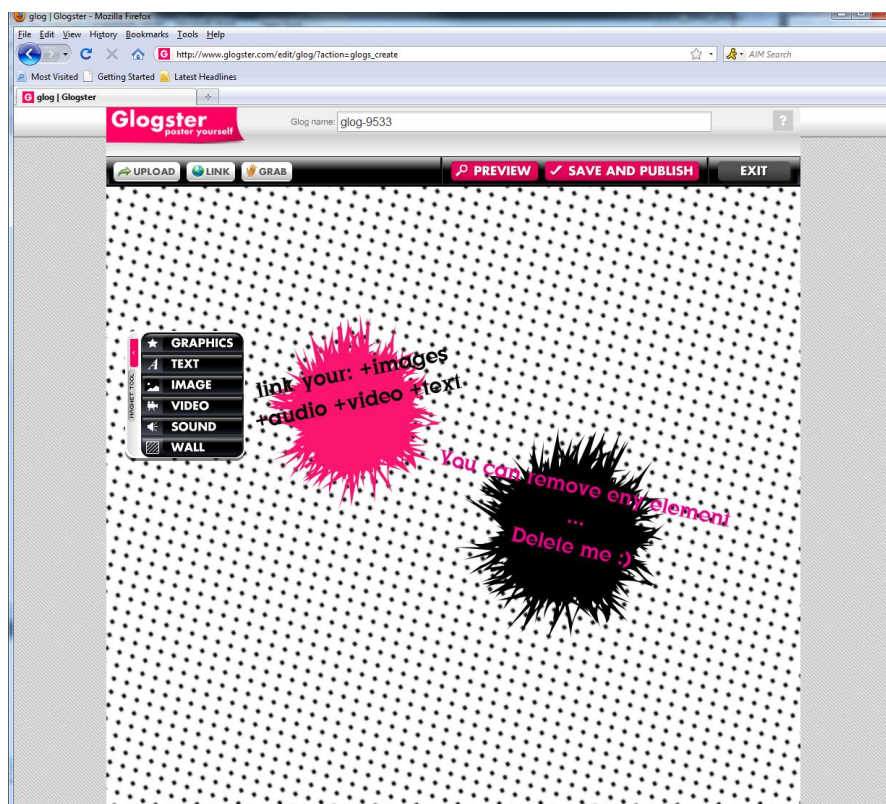 glog | Glogster - Mozilla Firefox
File Edit View History Bookmarks Tools Help
http://www.glogster.com/edit/glog/?action=glogs_create
AIM Search
Most Visited Getting Started Latest Headlines
glog | Glogster
Glogster
poster yourself
Glog name: glog-9533
?
UPLOAD LINK GRAB PREVIEW SAVE AND PUBLISH EXIT
MAGNET TOOL
GRAPHICS
TEXT
IMAGE
VIDEO
SOUND
WALL
link your: +images
+audio +video +text
You can remove eny element
...
Delete me :)